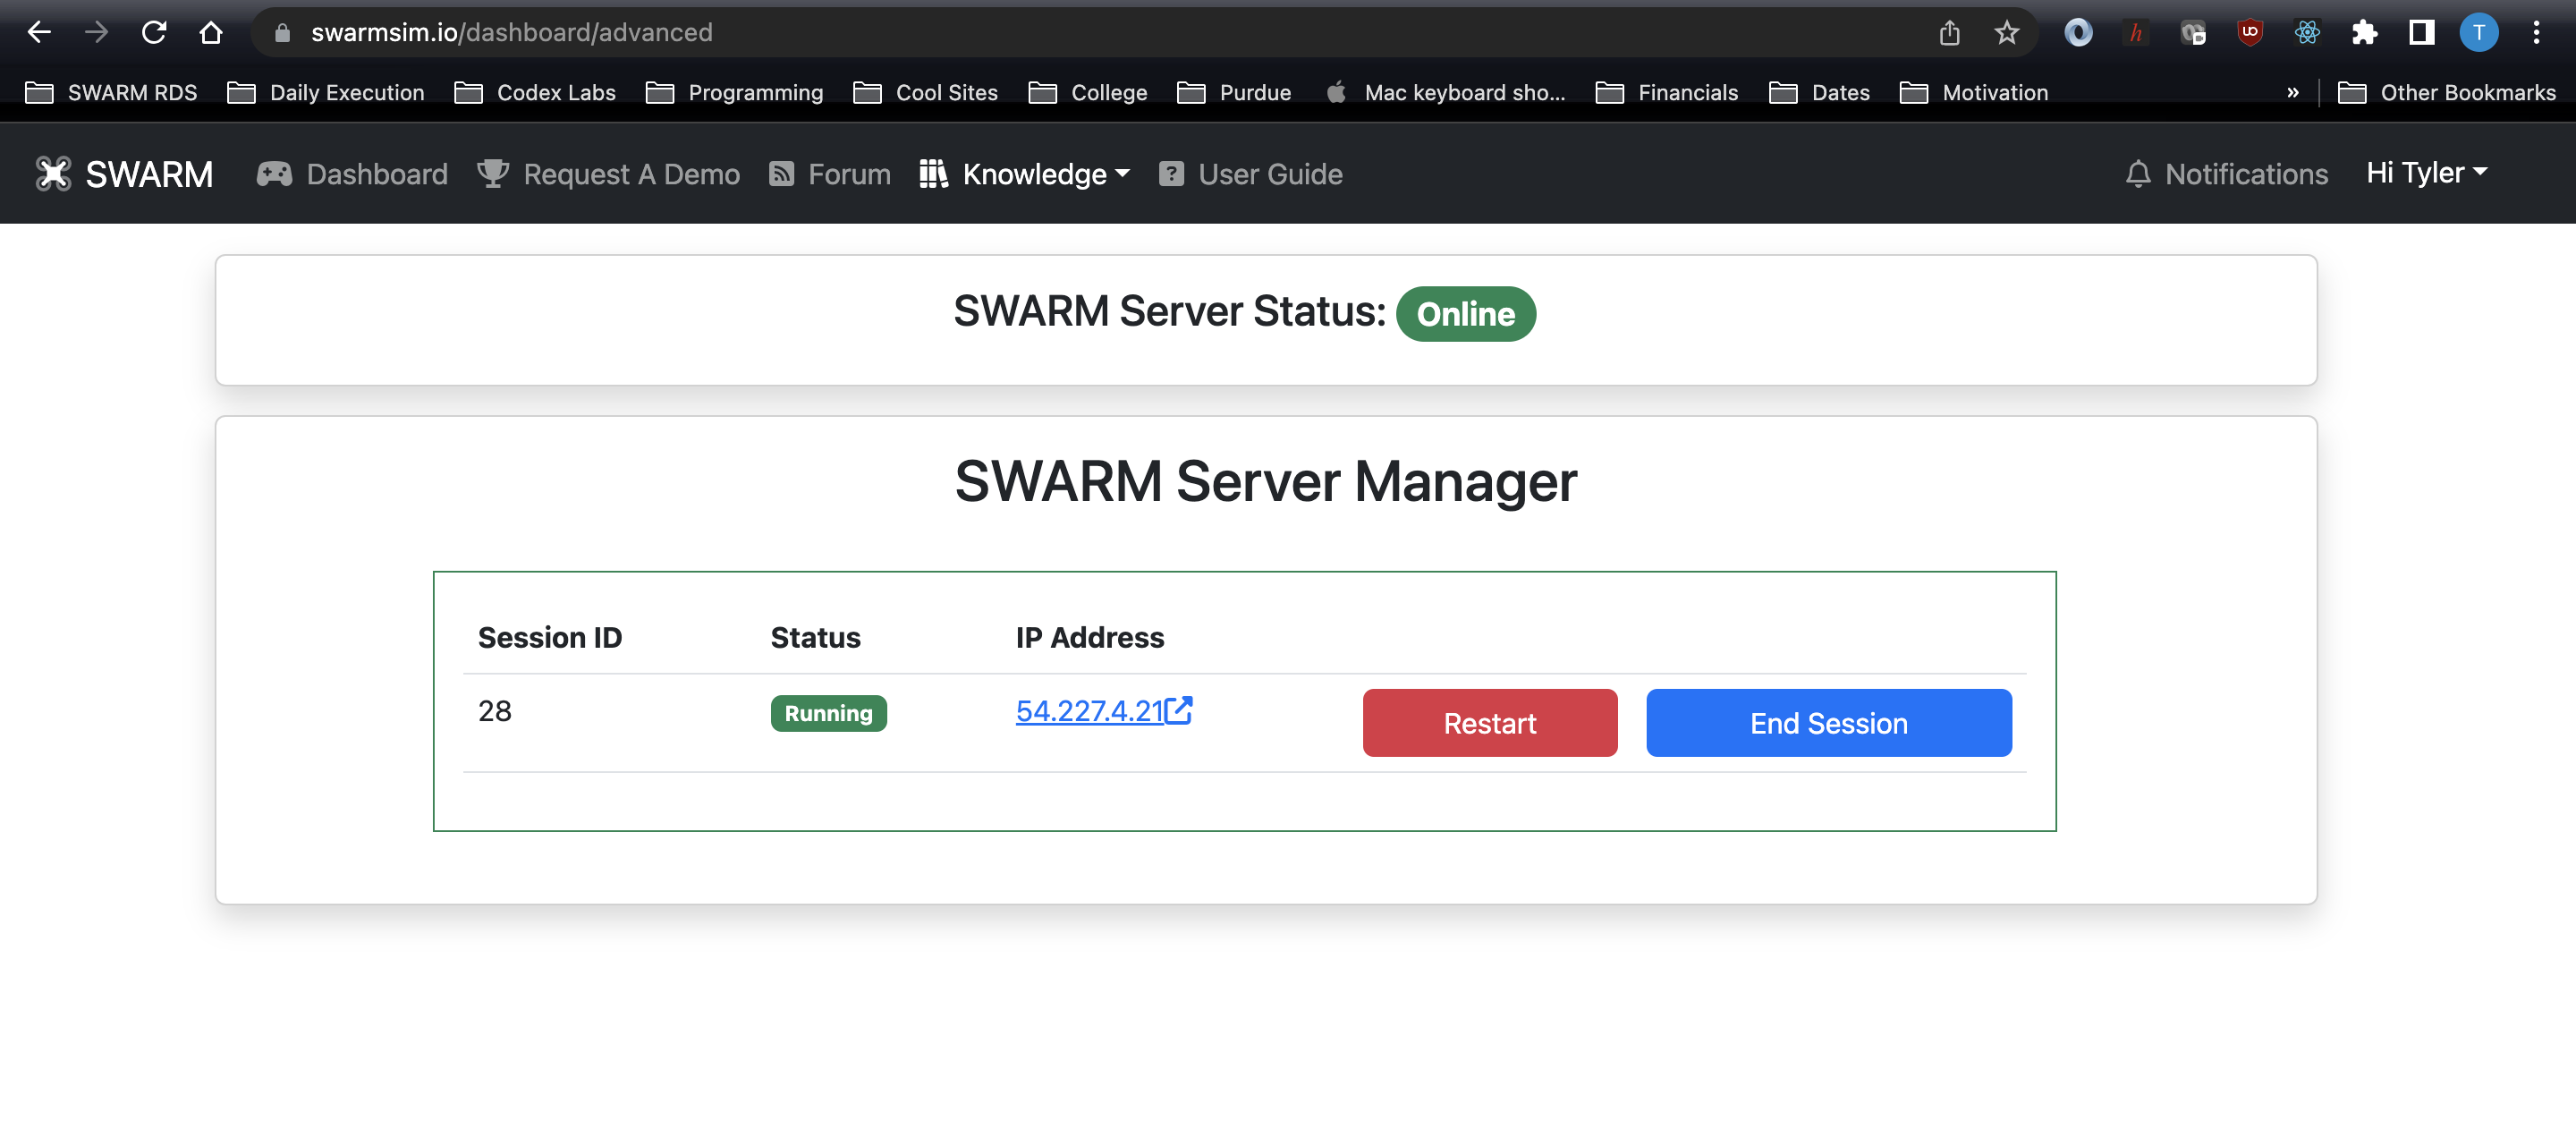 swarmsim.io/dashboard/advanced
T
SWARM RDS Daily Execution Codex Labs Programming Cool Sites College Purdue Mac keyboard sho... Financials Dates Motivation » Other Bookmarks
SWARM Dashboard Request A Demo Forum Knowledge User Guide Notifications Hi Tyler
SWARM Server Status: Online
SWARM Server Manager
Session ID Status IP Address
28 Running 54.227.4.21 Restart End Session